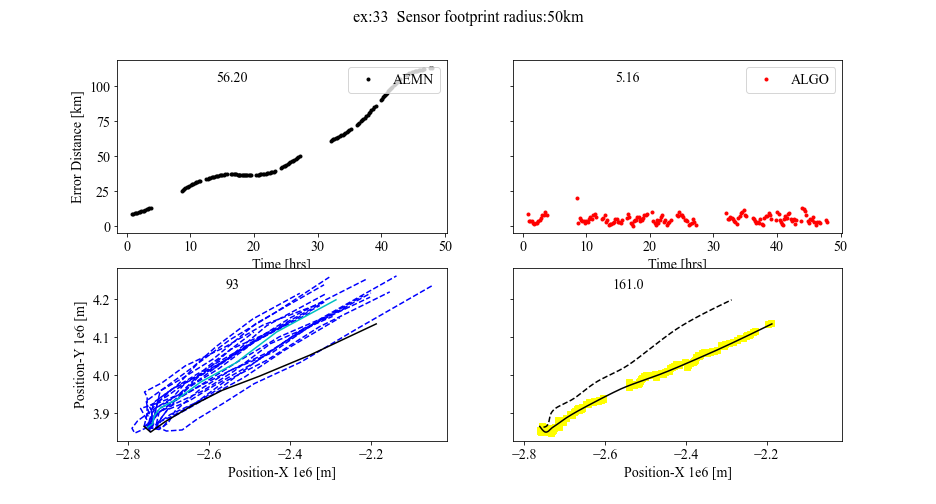 ex:33 Sensor footprint radius:50km
56.20
AEMN
100
75
50
25
0
Error Distance [km]
0 10 20 30 40 50
Time [hrs]
5.16
ALGO
0 10 20 30 40 50
Time [hrs]
93
4.2
4.1
4.0
3.9
Position-Y 1e6 [m]
−2.8 −2.6 −2.4 −2.2
Position-X 1e6 [m]
161.0
−2.8 −2.6 −2.4 −2.2
Position-X 1e6 [m]